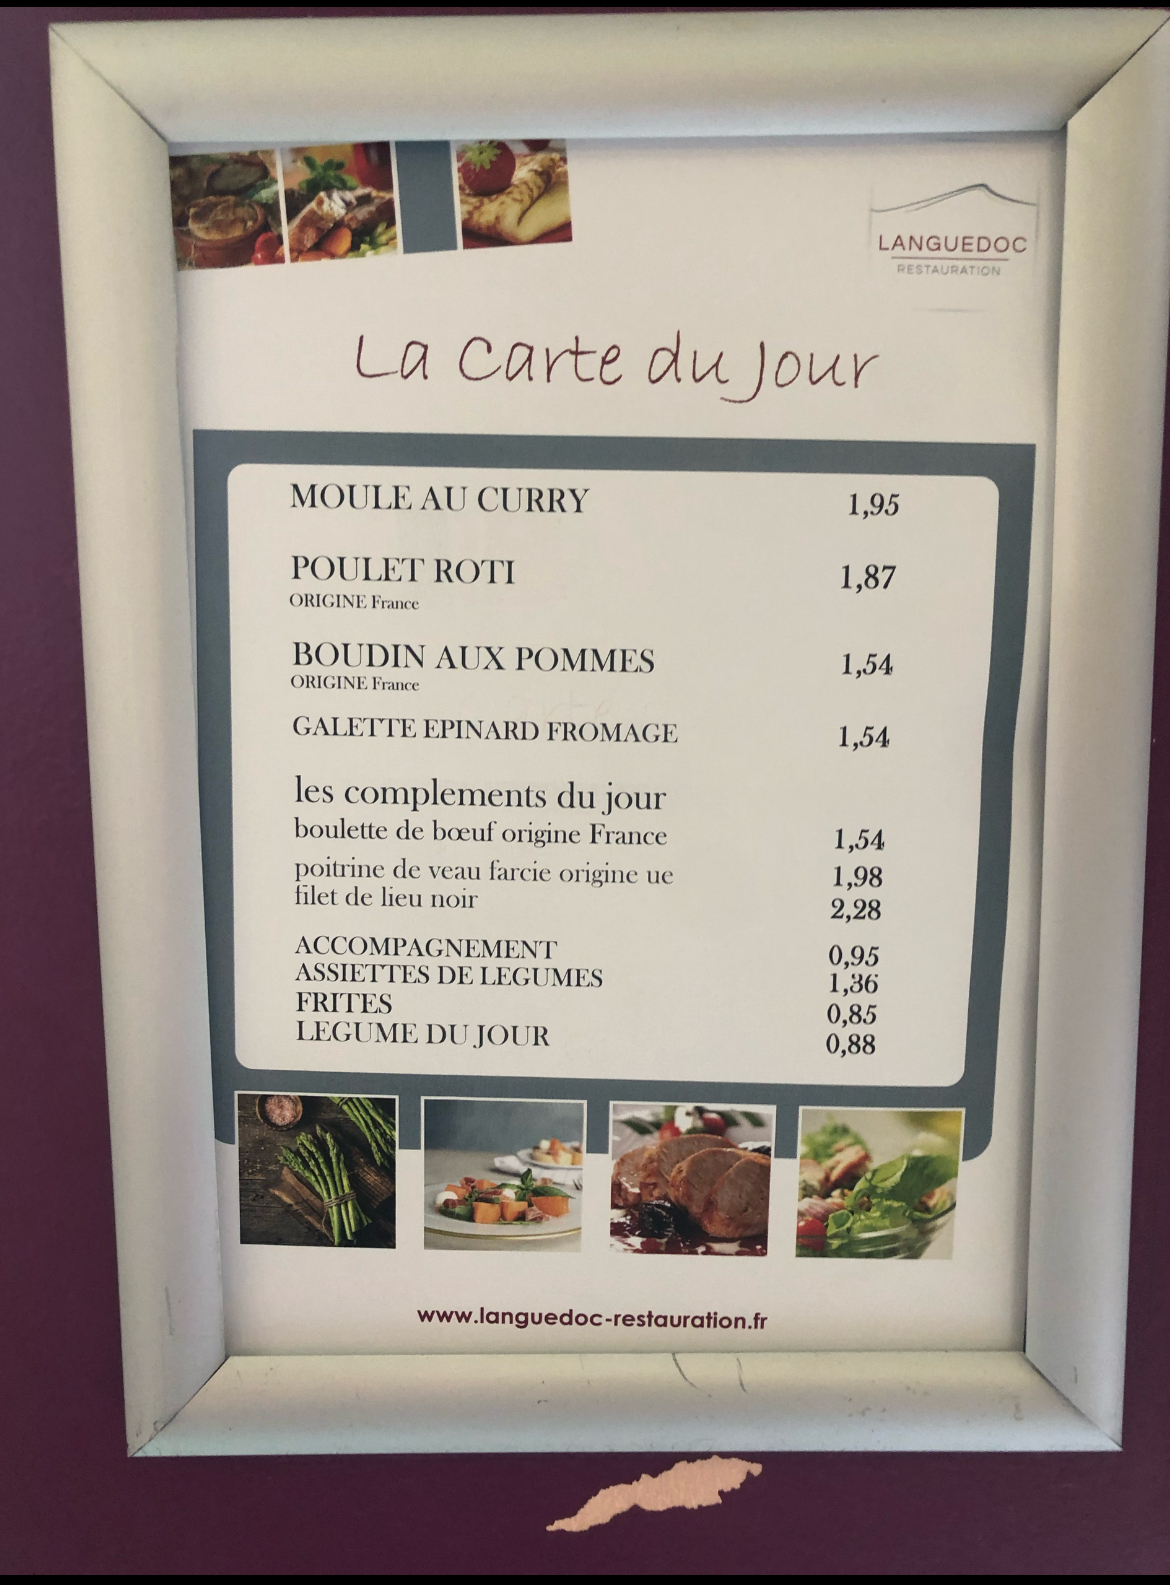 LANGUEDOC
RESTAURATION
La Carte du Jour
MOULE AU CURRY 1,95
POULET ROTI 1,87
ORIGINE France
BOUDIN AUX POMMES 1,54
ORIGINE France
GALETTE EPINARD FROMAGE 1,54
les complements du jour
boulette de bœuf origine France 1,54
poitrine de veau farcie origine ue 1,98
filet de lieu noir 2,28
ACCOMPAGNEMENT 0,95
ASSIETTES DE LEGUMES 1,36
FRITES 0,85
LEGUME DU JOUR 0,88
www.languedoc-restauration.fr